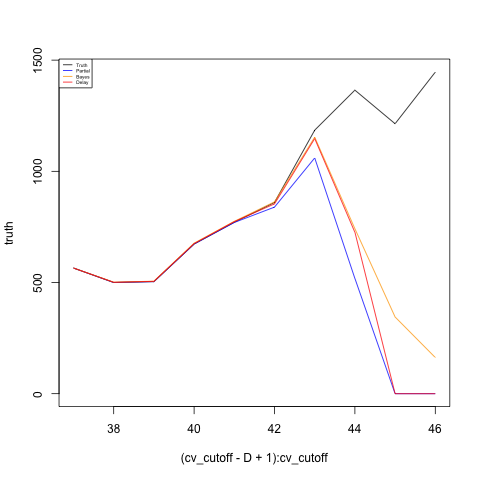 Truth
Partial
Bayes
Delay
truth
0
500
1000
1500
38
40
42
44
46
(cv_cutoff - D + 1):cv_cutoff